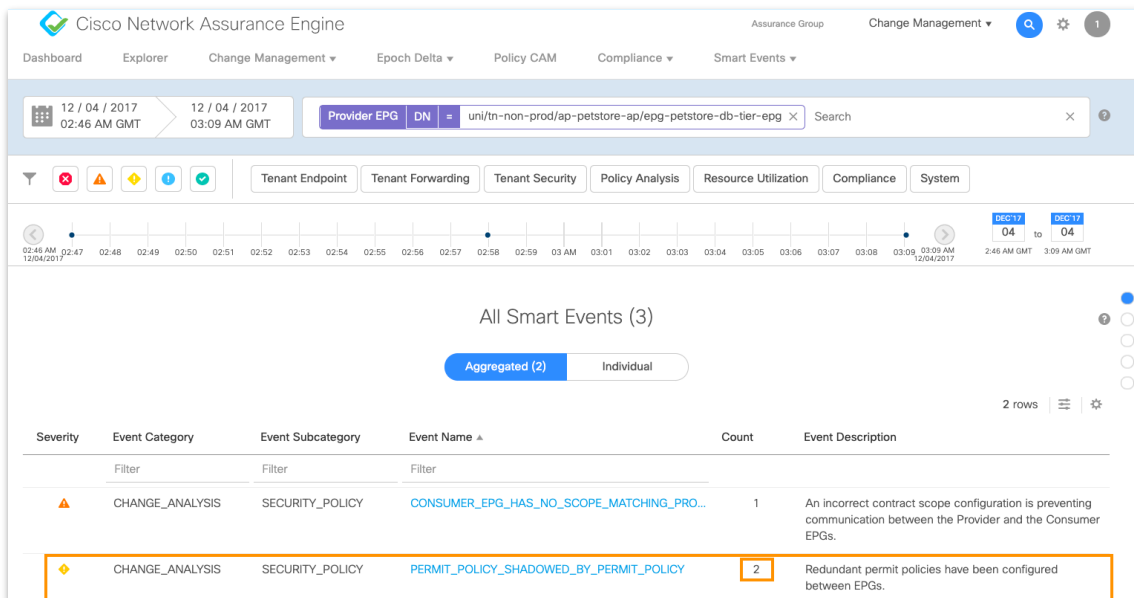 Cisco Network Assurance Engine
Assurance Group
Change Management
1
Dashboard Explorer Change Management Epoch Delta Policy CAM Compliance Smart Events
12 / 04 / 2017 12 / 04 / 2017
02:46 AM GMT 03:09 AM GMT
Provider EPG DN = uni/tn-non-prod/ap-petstore-ap/epg-petstore-db-tier-epg × Search × ?
Tenant Endpoint Tenant Forwarding Tenant Security Policy Analysis Resource Utilization Compliance System
DEC'17 DEC'17
04 to 04
2:46 AM GMT 3:09 AM GMT
02:46 AM 02:47 02:48 02:49 02:50 02:51 02:52 02:53 02:54 02:55 02:56 02:57 02:58 02:59 03 AM 03:01 03:02 03:03 03:04 03:05 03:06 03:07 03:08 03:09 03:09 AM
12/04/2017 12/04/2017
All Smart Events (3)
?
Aggregated (2) Individual
2 rows
Severity Event Category Event Subcategory Event Name Count Event Description
Filter Filter Filter
CHANGE_ANALYSIS SECURITY_POLICY CONSUMER_EPG_HAS_NO_SCOPE_MATCHING_PRO... 1 An incorrect contract scope configuration is preventing
communication between the Provider and the Consumer
EPGs.
CHANGE_ANALYSIS SECURITY_POLICY PERMIT_POLICY_SHADOWED_BY_PERMIT_POLICY 2 Redundant permit policies have been configured
between EPGs.